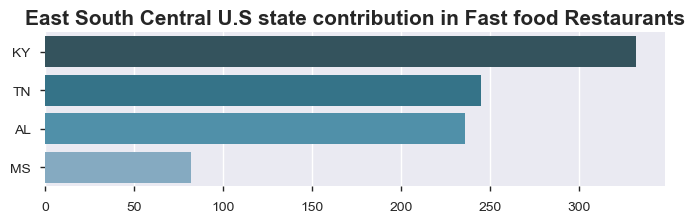 East South Central U.S state contribution in Fast food Restaurants
KY
TN
AL
MS
0 50 100 150 200 250 300